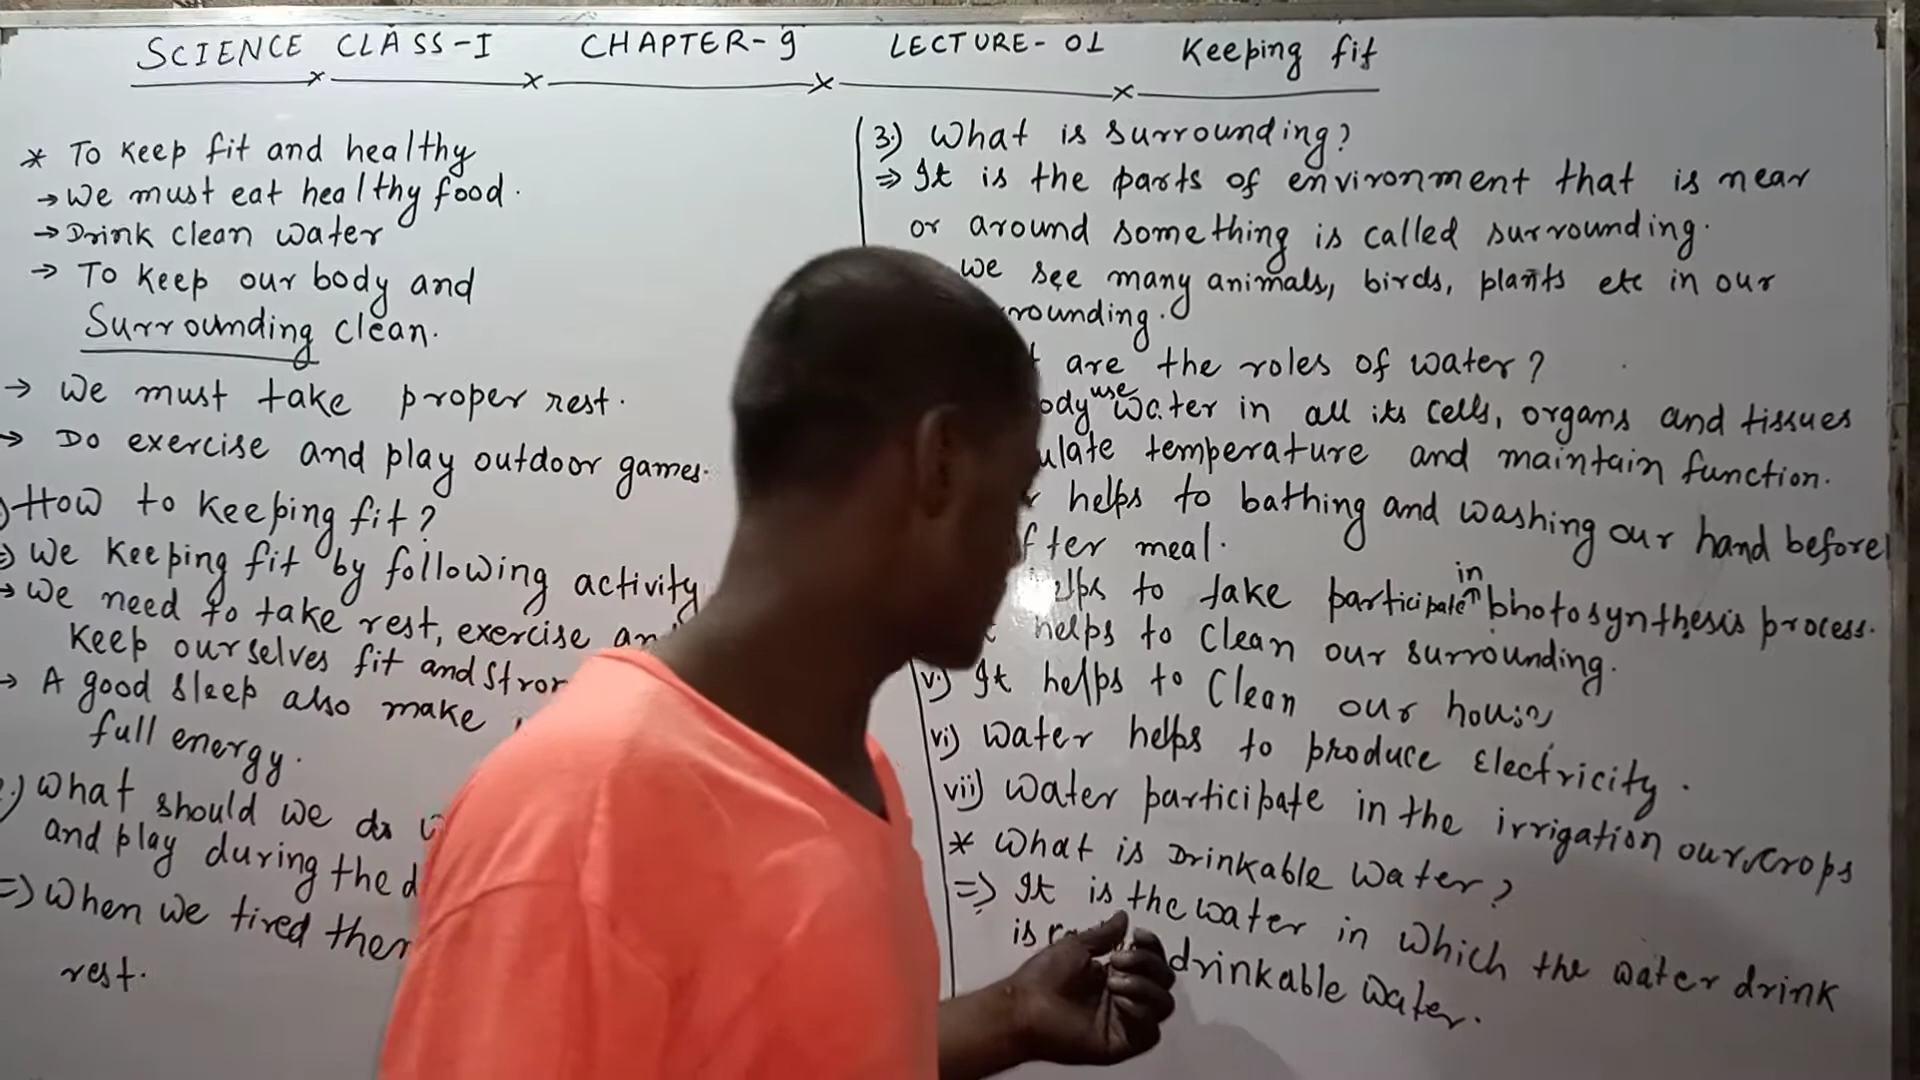 SCIENCE CLASS-I CHAPTER-9 LECTURE-01 Keeping fit
* To Keep fit and healthy
→ We must eat healthy food.
→ Drink clean water
→ To Keep our body and
Surrounding clean.
→ We must take proper rest.
→ Do exercise and play outdoor games.
How to Keeping fit?
We Keeping fit by following activity
→ We need to take rest, exercise
Keep ourselves fit and
→ A good sleep also make
full energy.
What should we do
and play during the
=) When we tired
rest.
3.) What is surrounding?
⇒ It is the parts of environment that is near
or around something is called surrounding.
we see many animals, birds, plants etc in our
are the roles of water?
use water in all its cells, organs and tissues
temperature and maintain function.
helps to bathing and washing our hand before
meal.
to take participate in photosynthesis process.
helps to clean our surrounding.
v.) It helps to Clean our
vi) Water helps to produce Electricity.
vii) Water participate in the irrigation our crops
* What is Drinkable Water?
=) It is the water in which the water drink
is drinkable water.